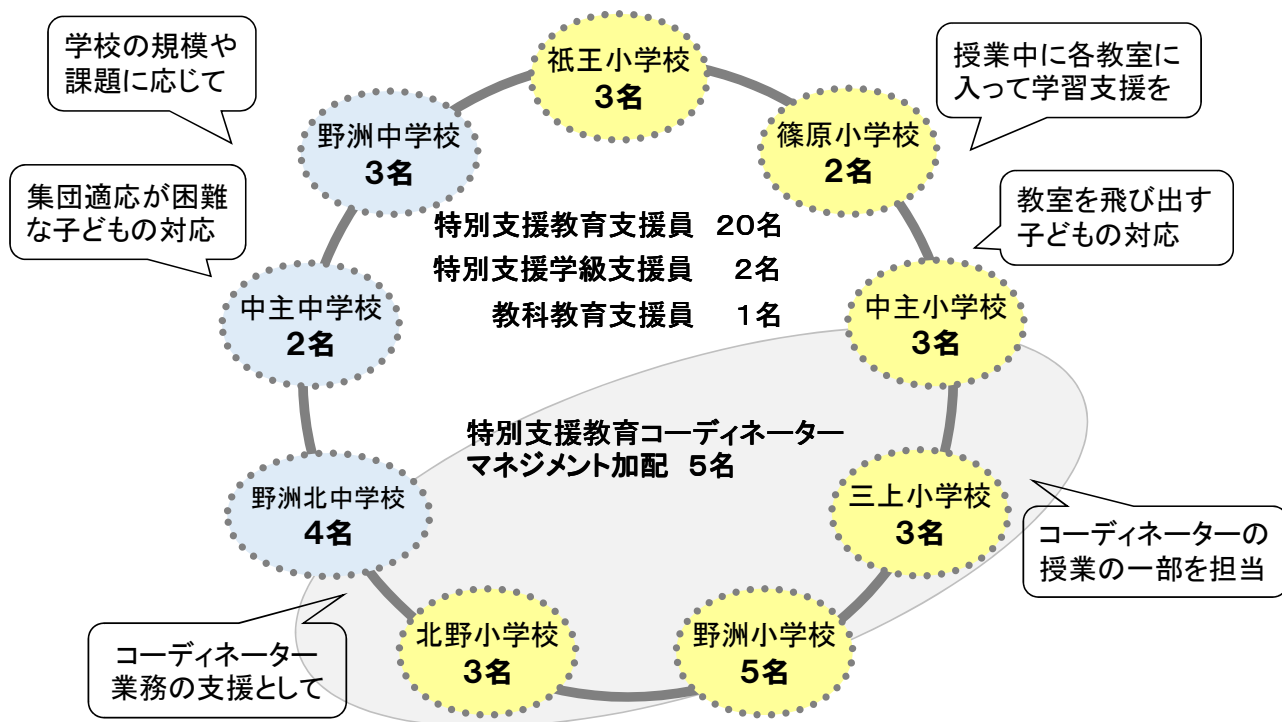 学校の規模や
課題に応じて
祇王小学校
3名
授業中に各教室に
入って学習支援を
野洲中学校
3名
篠原小学校
2名
集団適応が困難
な子どもの対応
教室を飛び出す
子どもの対応
特別支援教育支援員 20名
特別支援学級支援員 2名
教科教育支援員 1名
中主中学校
2名
中主小学校
3名
特別支援教育コーディネーター
マネジメント加配 5名
野洲北中学校
4名
三上小学校
3名
コーディネーターの
授業の一部を担当
北野小学校
3名
野洲小学校
5名
コーディネーター
業務の支援として